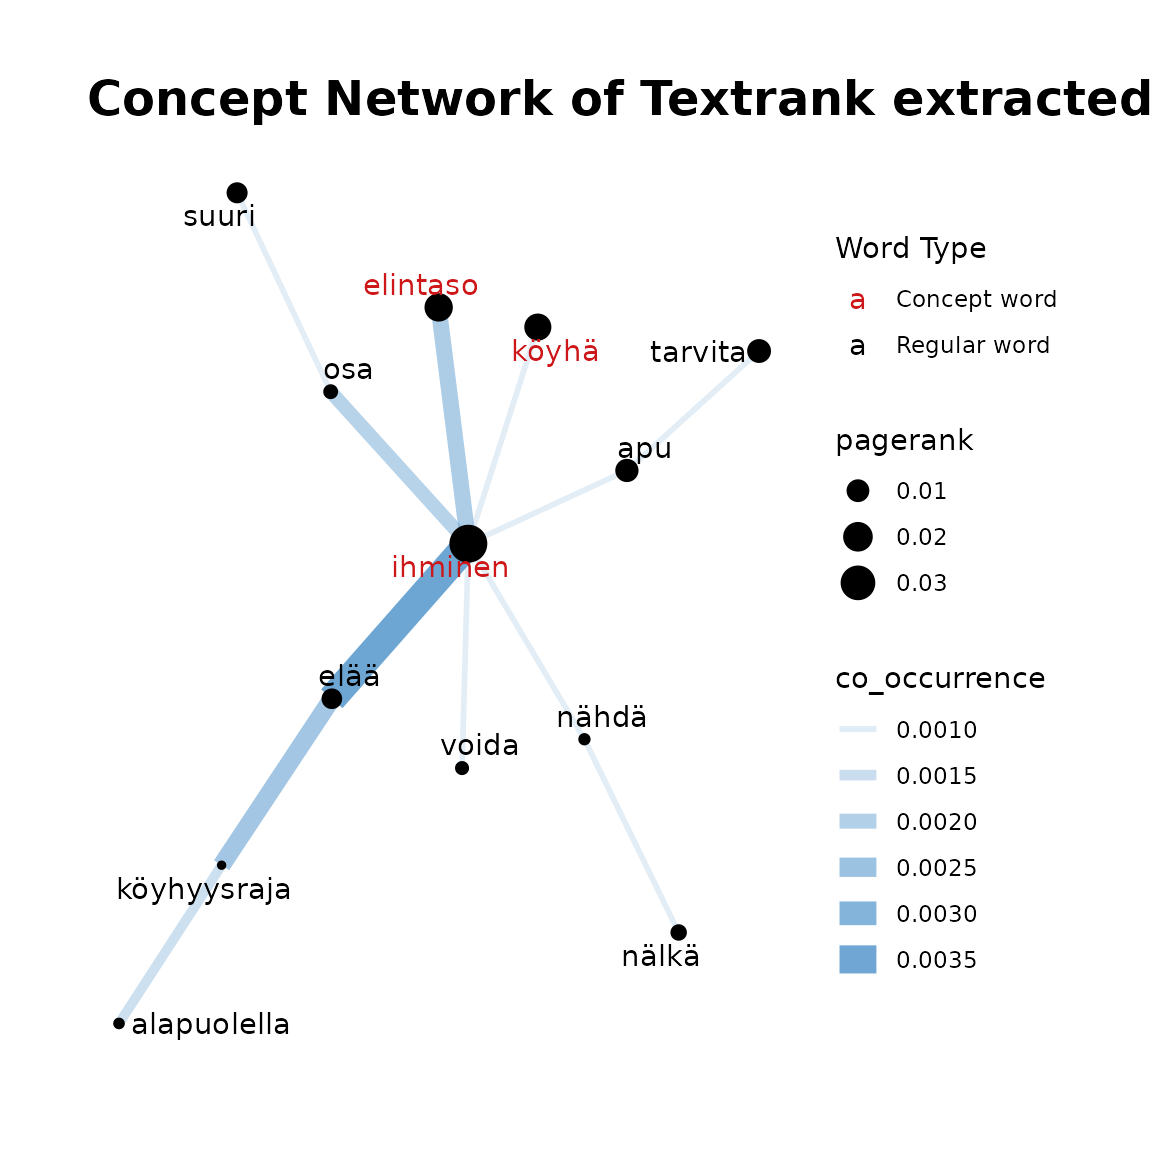 Concept Network of Textrank extracted
suuri
elintaso
köyhä
tarvita
osa
apu
ihminen
elää
nähdä
voida
köyhyysraja
nälkä
alapuolella
Word Type
a Concept word
a Regular word
pagerank
0.01
0.02
0.03
co_occurrence
0.0010
0.0015
0.0020
0.0025
0.0030
0.0035